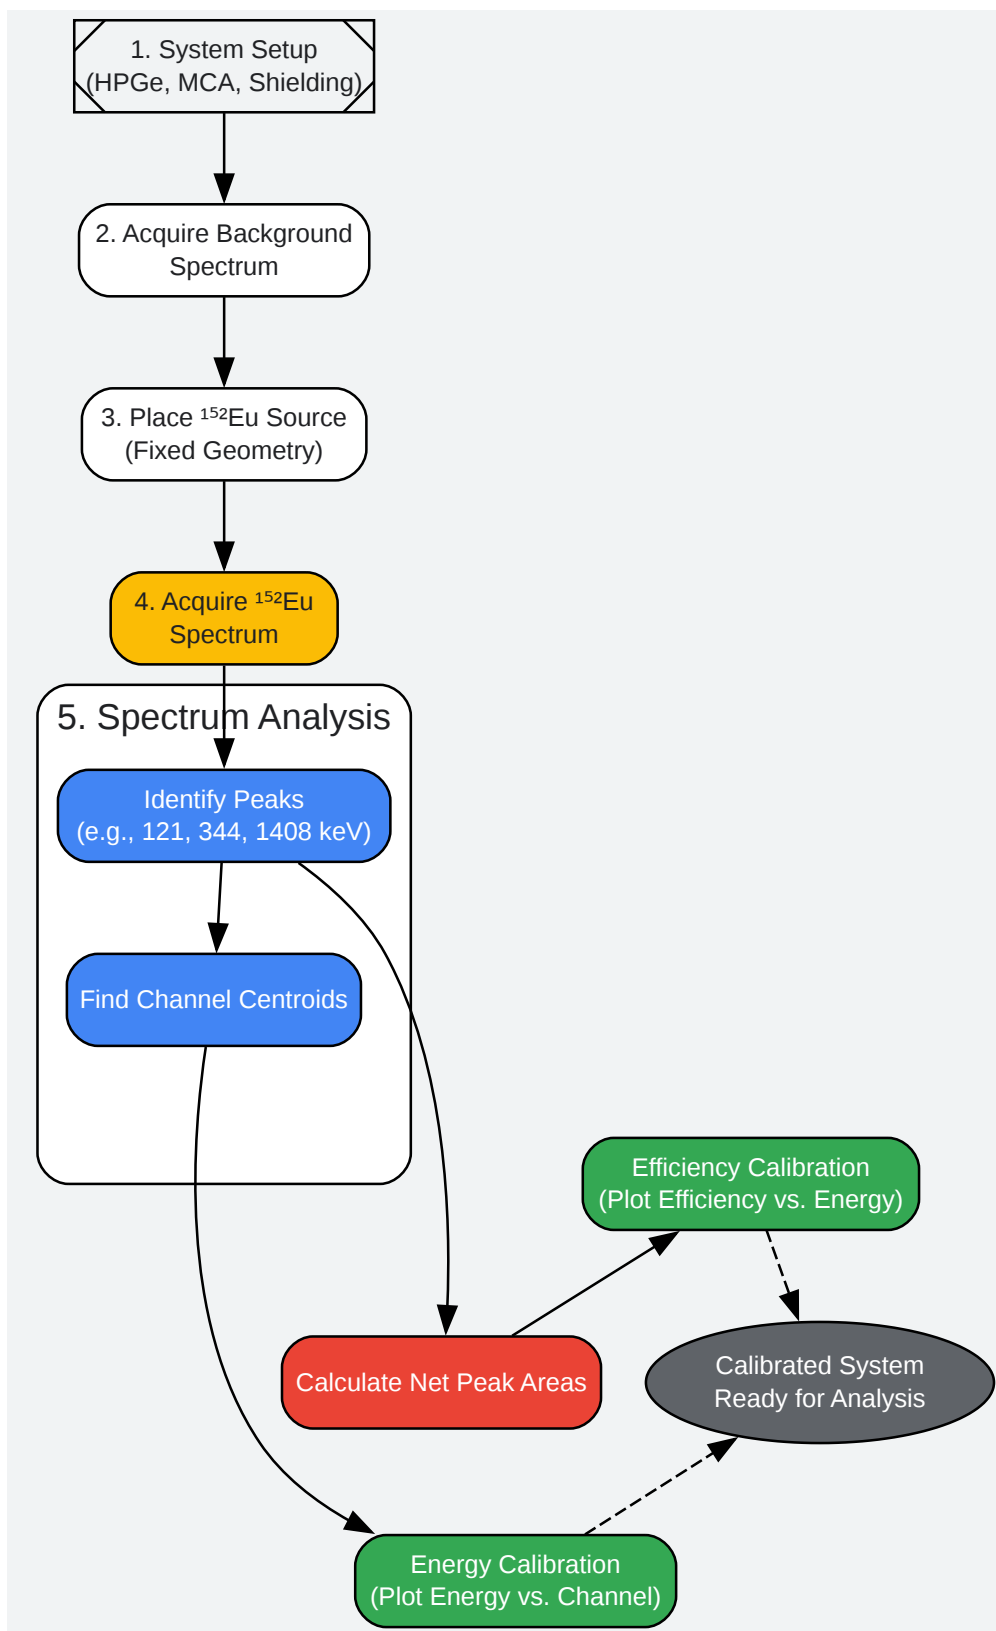 1. System Setup
(HPGe, MCA, Shielding)
2. Acquire Background
Spectrum
3. Place ¹⁵²Eu Source
(Fixed Geometry)
4. Acquire ¹⁵²Eu
Spectrum
5. Spectrum Analysis
Identify Peaks
(e.g., 121, 344, 1408 keV)
Find Channel Centroids
Efficiency Calibration
(Plot Efficiency vs. Energy)
Calculate Net Peak Areas
Calibrated System
Ready for Analysis
Energy Calibration
(Plot Energy vs. Channel)